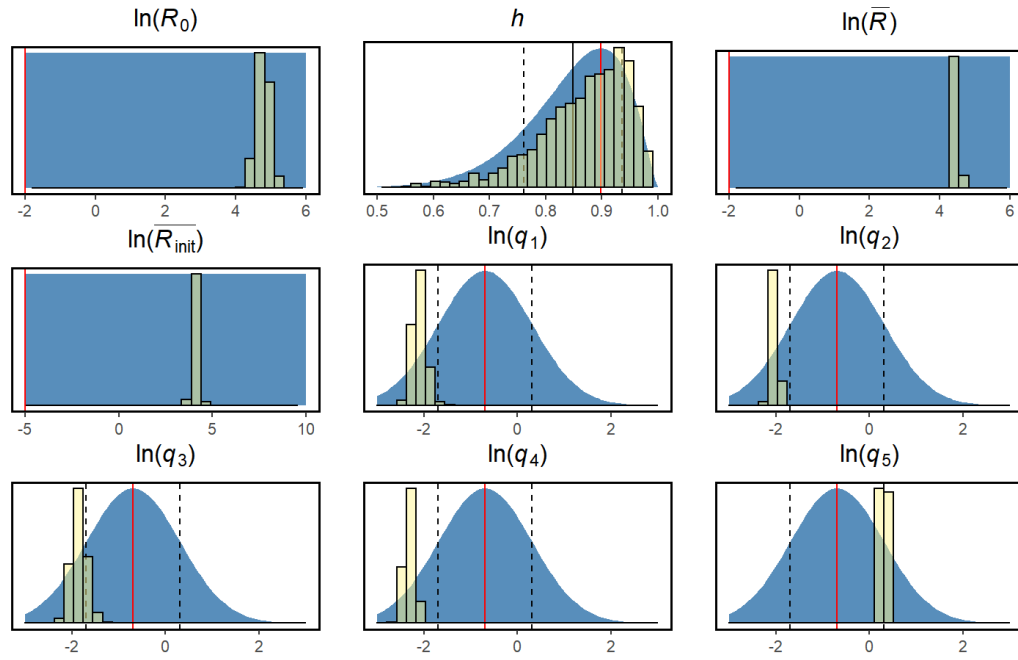 ln(R₀) h ln(R̅)
-2 0 2 4 6 0.5 0.6 0.7 0.8 0.9 1.0 -2 0 2 4 6
ln(R̅i̅n̅i̅t̅) ln(q₁) ln(q₂)
-5 0 5 10 -2 0 2 -2 0 2
ln(q₃) ln(q₄) ln(q₅)
-2 0 2 -2 0 2 -2 0 2